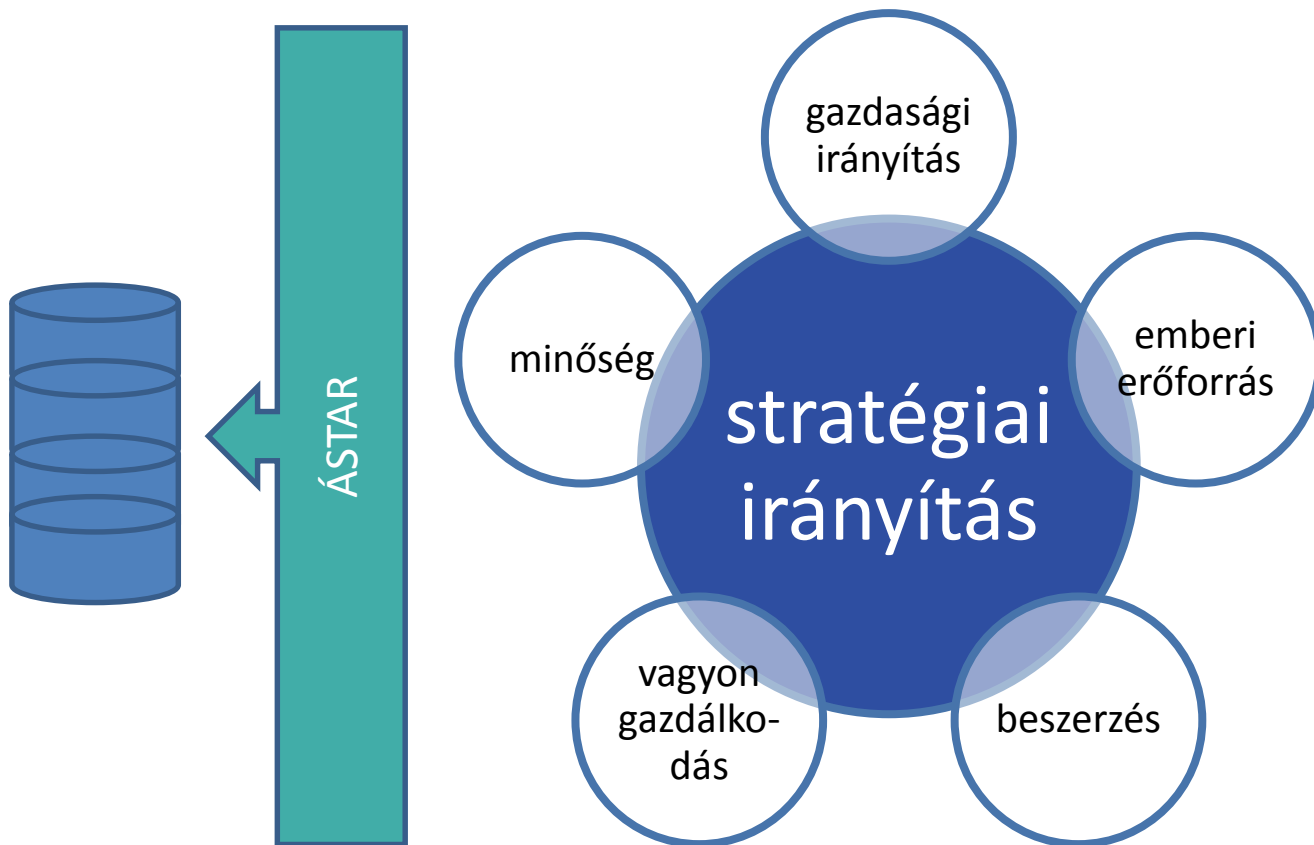 ÁSTAR
gazdasági
irányítás
minőség
emberi
erőforrás
stratégiai
irányítás
vagyon
gazdálko-
dás
beszerzés